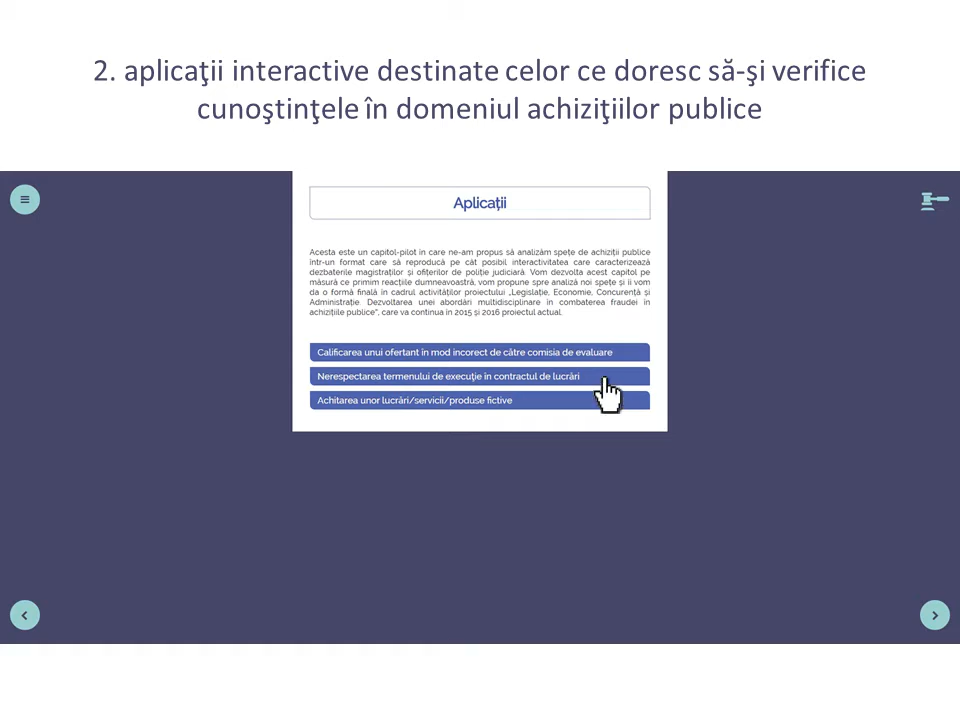 2. aplicaţii interactive destinate celor ce doresc să-şi verifice
cunoştinţele în domeniul achiziţiilor publice
Aplicații
Acesta este un capitol-pilot în care ne-am propus să analizăm spețe de achiziții publice
într-un format care să reproducă pe cât posibil interactivitatea care caracterizează
dezbaterile magistraților și ofițerilor de poliție judiciară. Vom dezvolta acest capitol pe
măsură ce primim reacțiile dumneavoastră, vom propune spre analiză noi spețe și îi vom
da o formă finală în cadrul activităților proiectului „Legislație, Economie, Concurență și
Administrație. Dezvoltarea unei abordări multidisciplinare în combaterea fraudei în
achizițiile publice”, care va continua în 2015 și 2016 proiectul actual.
Calificarea unui ofertant în mod incorect de către comisia de evaluare
Nerespectarea termenului de execuţie în contractul de lucrări
Achitarea unor lucrări/servicii/produse fictive